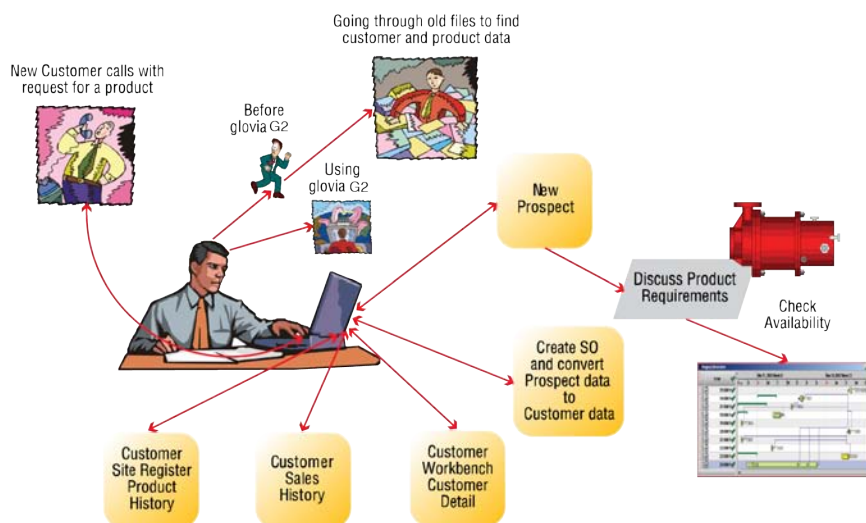 Going through old files to find
customer and product data
New Customer calls with
request for a product
Before
glovia G2
Using
glovia G2
New
Prospect
Discuss Product
Requirements
Check
Availability
Create SO
and convert
Prospect data
to
Customer data
Customer
Site Register
Product
History
Customer
Sales
History
Customer
Workbench
Customer
Detail